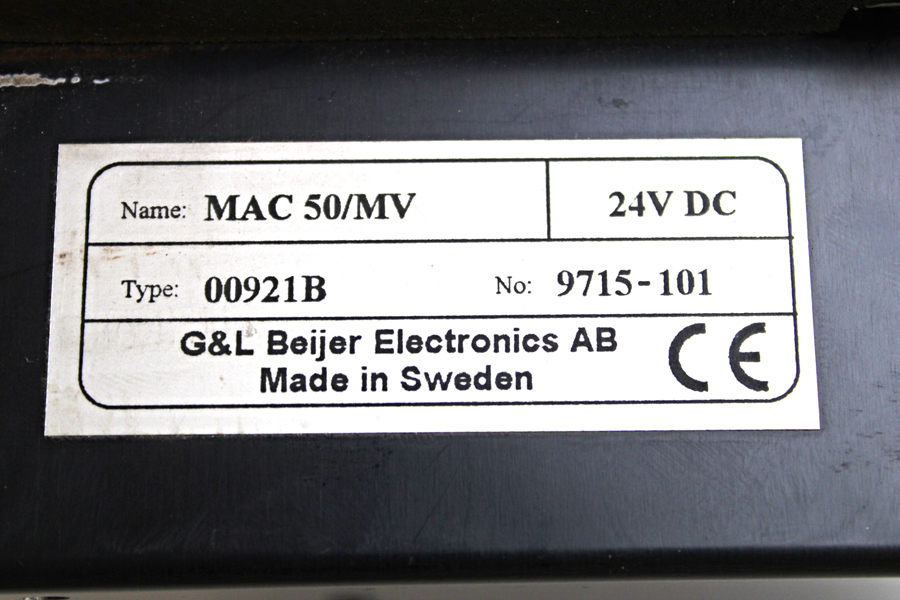 Name: MAC 50/MV 24V DC
Type: 00921B No: 9715-101
G&L Beijer Electronics AB
Made in Sweden CE